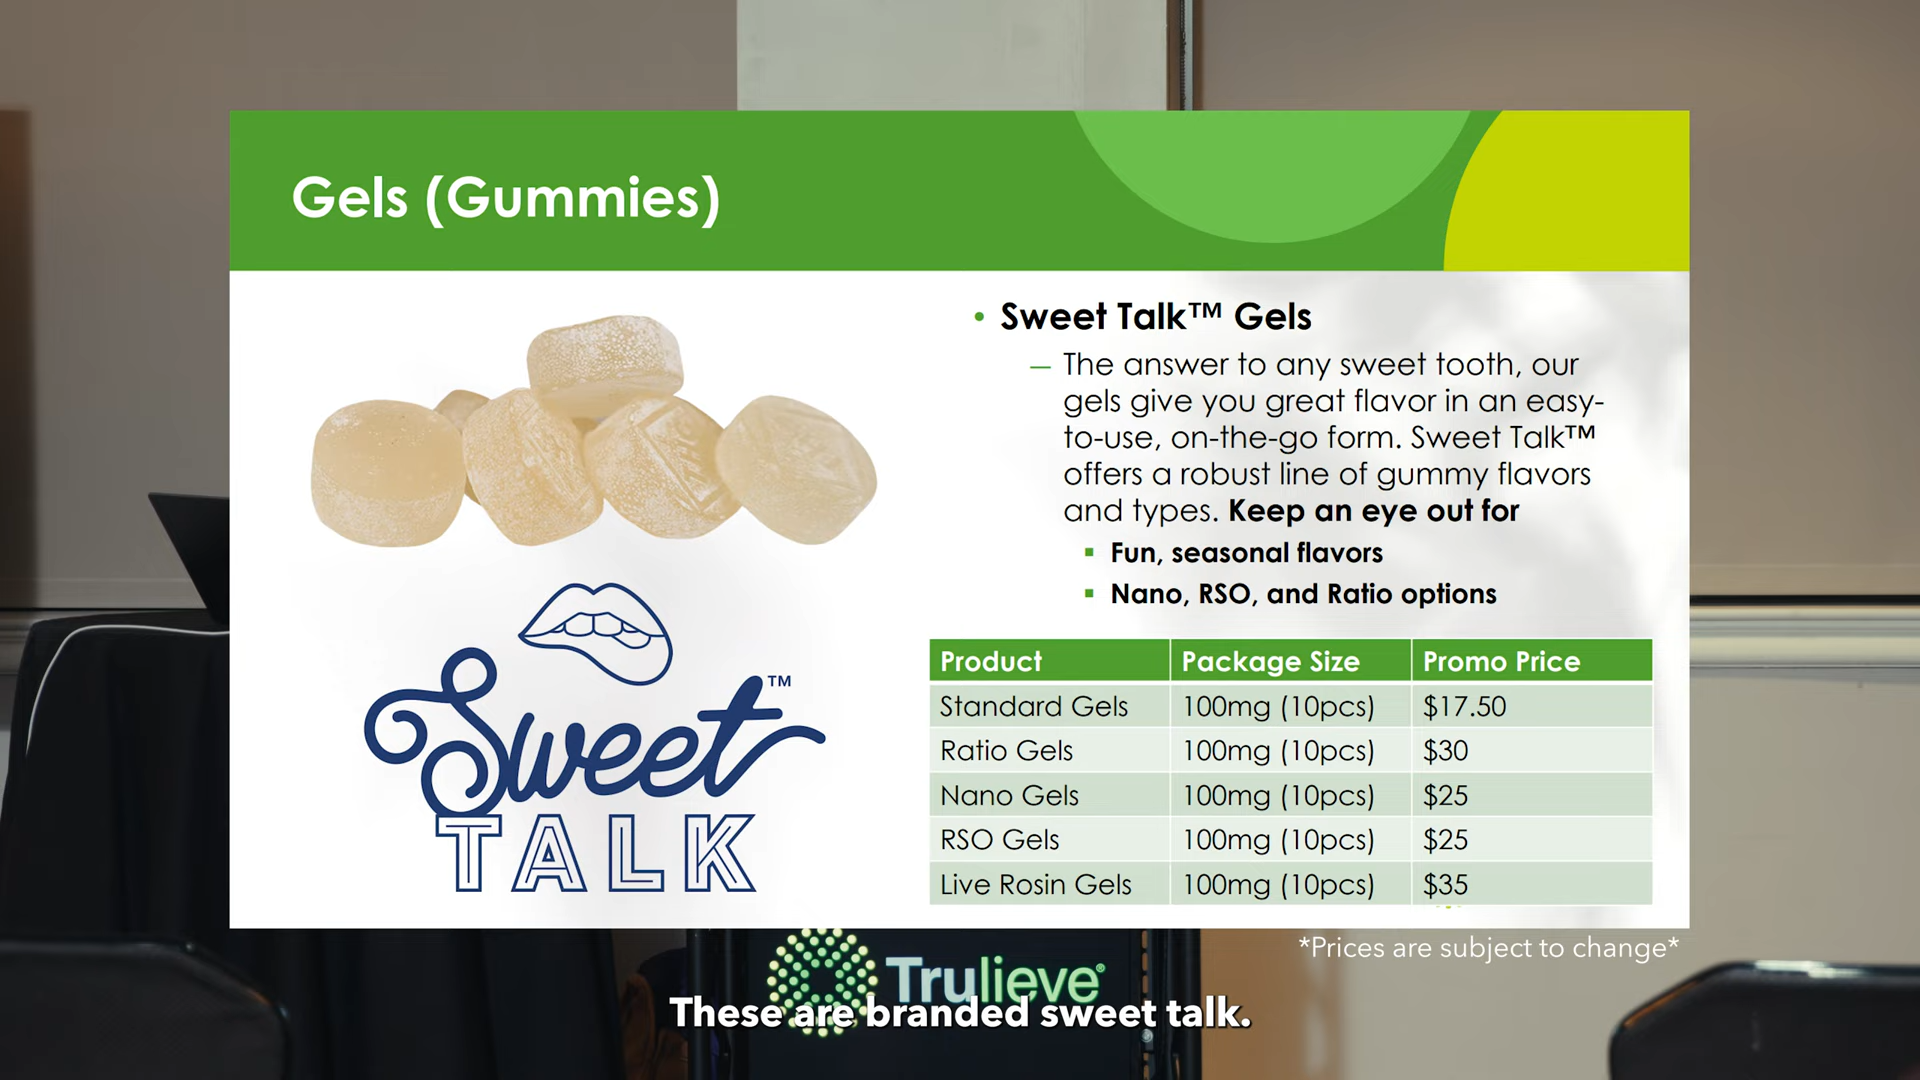 Gels (Gummies)
• Sweet Talk™ Gels
— The answer to any sweet tooth, our
gels give you great flavor in an easy-
to-use, on-the-go form. Sweet Talk™
offers a robust line of gummy flavors
and types. Keep an eye out for
▪ Fun, seasonal flavors
▪ Nano, RSO, and Ratio options
Sweet™
TALK
Product Package Size Promo Price
Standard Gels 100mg (10pcs) $17.50
Ratio Gels 100mg (10pcs) $30
Nano Gels 100mg (10pcs) $25
RSO Gels 100mg (10pcs) $25
Live Rosin Gels 100mg (10pcs) $35
*Prices are subject to change*
Trulieve®
These are branded sweet talk.